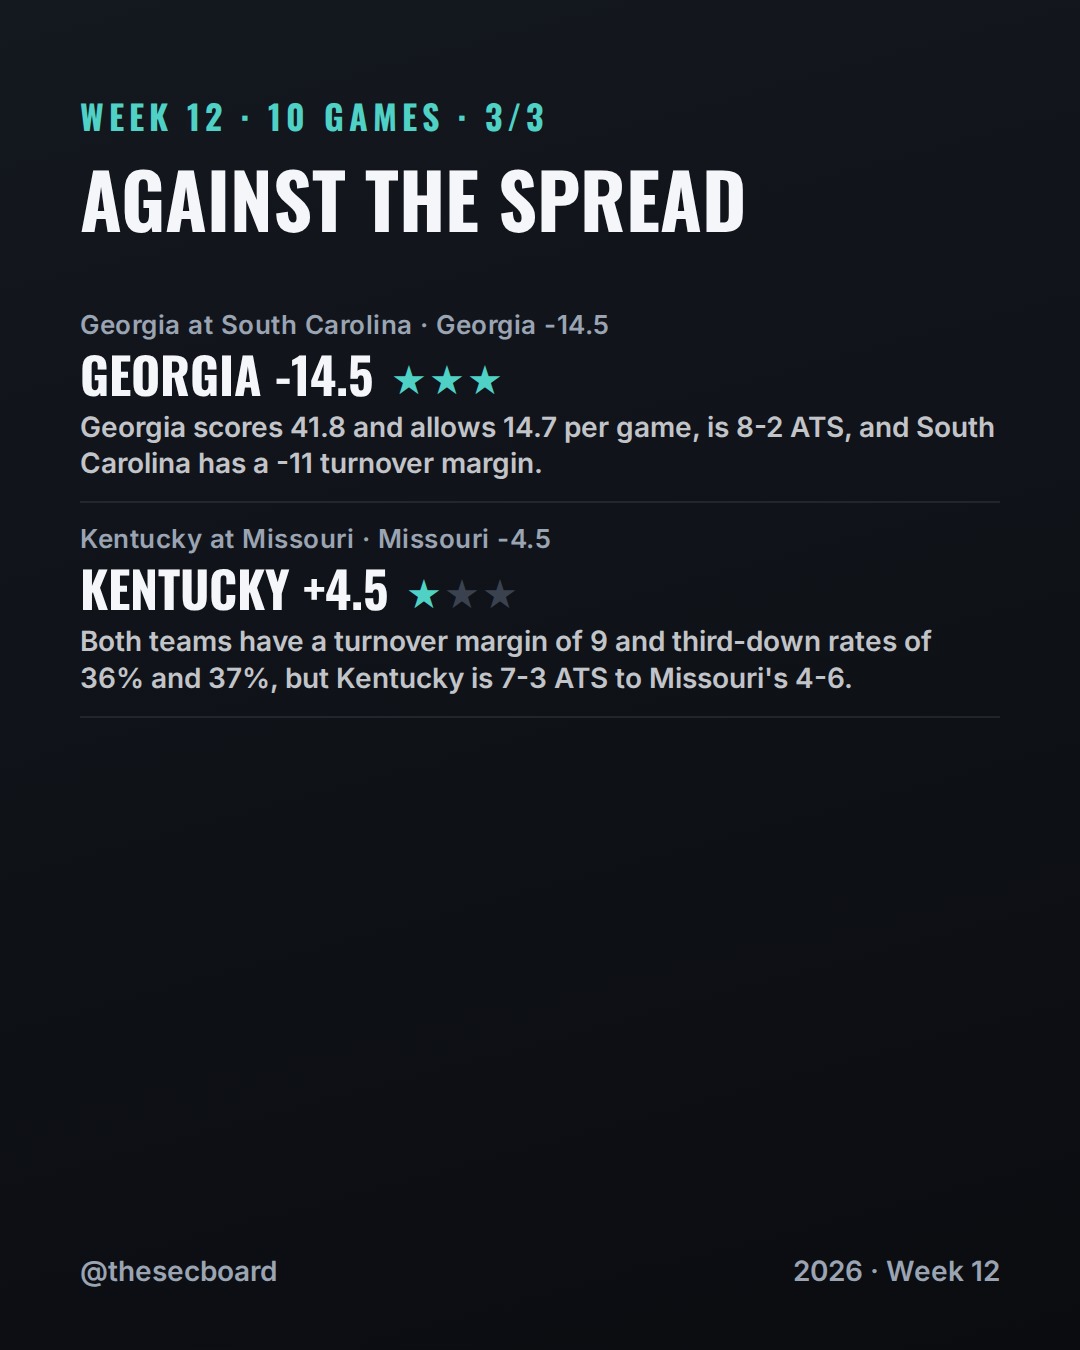 WEEK 12 · 10 GAMES · 3/3
AGAINST THE SPREAD
Georgia at South Carolina · Georgia -14.5
GEORGIA -14.5 ★★★
Georgia scores 41.8 and allows 14.7 per game, is 8-2 ATS, and South
Carolina has a -11 turnover margin.
Kentucky at Missouri · Missouri -4.5
KENTUCKY +4.5 ★★★
Both teams have a turnover margin of 9 and third-down rates of
36% and 37%, but Kentucky is 7-3 ATS to Missouri's 4-6.
@thesecboard
2026 · Week 12